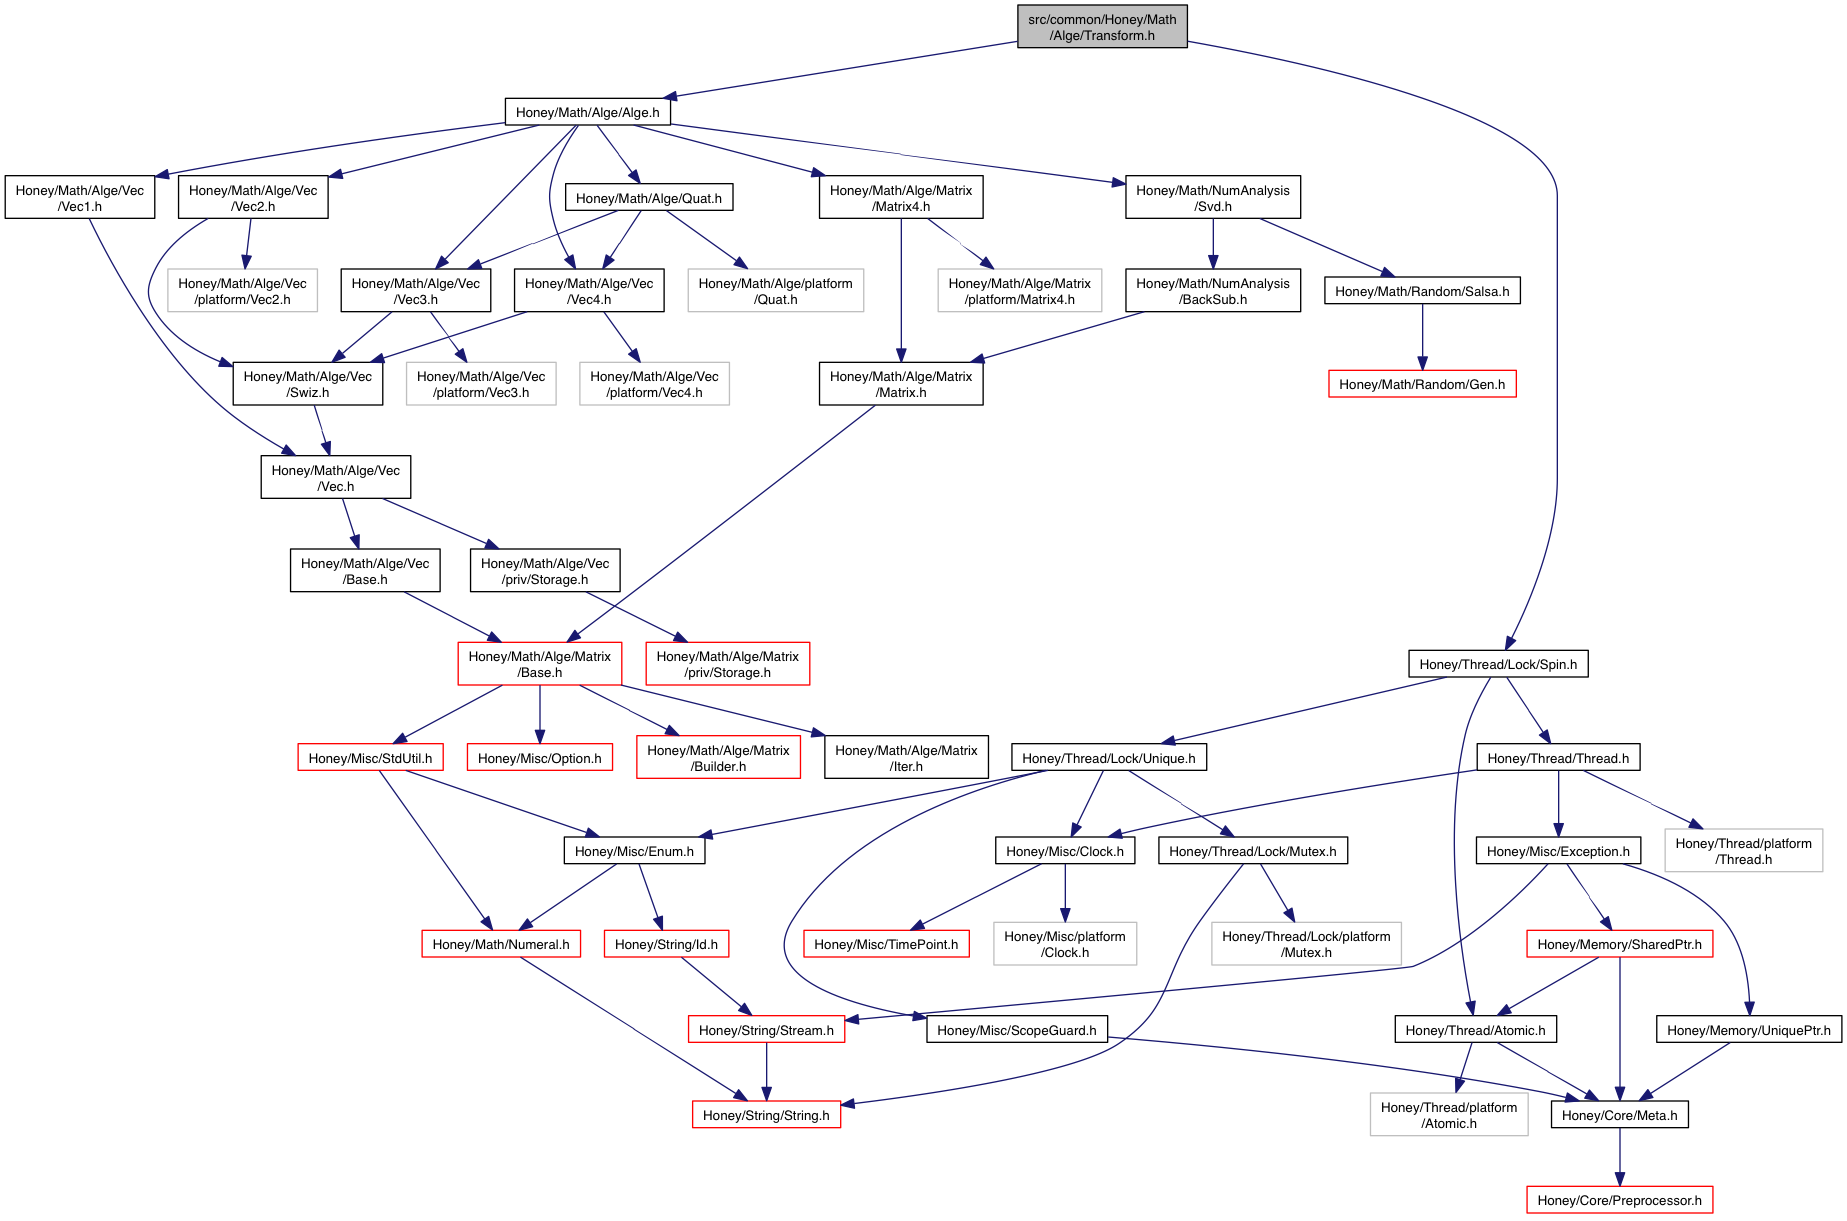 src/common/Honey/Math
/Alge/Transform.h
Honey/Math/Alge/Alge.h
Honey/Math/Alge/Vec
/Vec1.h
Honey/Math/Alge/Vec
/Vec2.h
Honey/Math/Alge/Quat.h
Honey/Math/Alge/Matrix
/Matrix4.h
Honey/Math/NumAnalysis
/Svd.h
Honey/Math/Alge/Vec
/platform/Vec2.h
Honey/Math/Alge/Vec
/Vec3.h
Honey/Math/Alge/Vec
/Vec4.h
Honey/Math/Alge/platform
/Quat.h
Honey/Math/Alge/Matrix
/platform/Matrix4.h
Honey/Math/NumAnalysis
/BackSub.h
Honey/Math/Random/Salsa.h
Honey/Math/Alge/Vec
/Swiz.h
Honey/Math/Alge/Vec
/platform/Vec3.h
Honey/Math/Alge/Vec
/platform/Vec4.h
Honey/Math/Alge/Matrix
/Matrix.h
Honey/Math/Random/Gen.h
Honey/Math/Alge/Vec
/Vec.h
Honey/Math/Alge/Vec
/Base.h
Honey/Math/Alge/Vec
/priv/Storage.h
Honey/Math/Alge/Matrix
/Base.h
Honey/Math/Alge/Matrix
/priv/Storage.h
Honey/Thread/Lock/Spin.h
Honey/Misc/StdUtil.h
Honey/Misc/Option.h
Honey/Math/Alge/Matrix
/Builder.h
Honey/Math/Alge/Matrix
/Iter.h
Honey/Thread/Lock/Unique.h
Honey/Thread/Thread.h
Honey/Misc/Enum.h
Honey/Misc/Clock.h
Honey/Thread/Lock/Mutex.h
Honey/Misc/Exception.h
Honey/Thread/platform
/Thread.h
Honey/Math/Numeral.h
Honey/String/Id.h
Honey/Misc/TimePoint.h
Honey/Misc/platform
/Clock.h
Honey/Thread/Lock/platform
/Mutex.h
Honey/Memory/SharedPtr.h
Honey/String/Stream.h
Honey/Misc/ScopeGuard.h
Honey/Thread/Atomic.h
Honey/Memory/UniquePtr.h
Honey/String/String.h
Honey/Thread/platform
/Atomic.h
Honey/Core/Meta.h
Honey/Core/Preprocessor.h